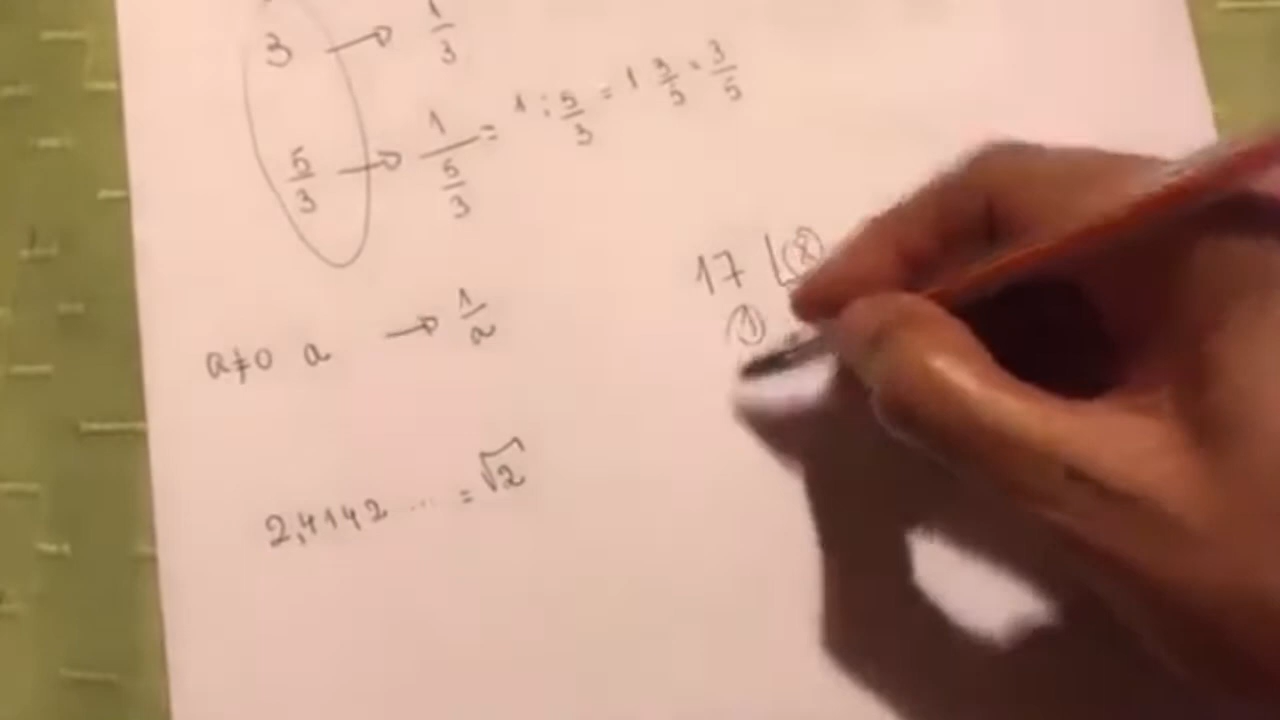 3 → 1/3
5/3 → 1/(5/3) = 1 : 5/3 = 1 3/5 = 3/5
17 8
1
a≠0 a → 1/a
2,4142 ... = √2